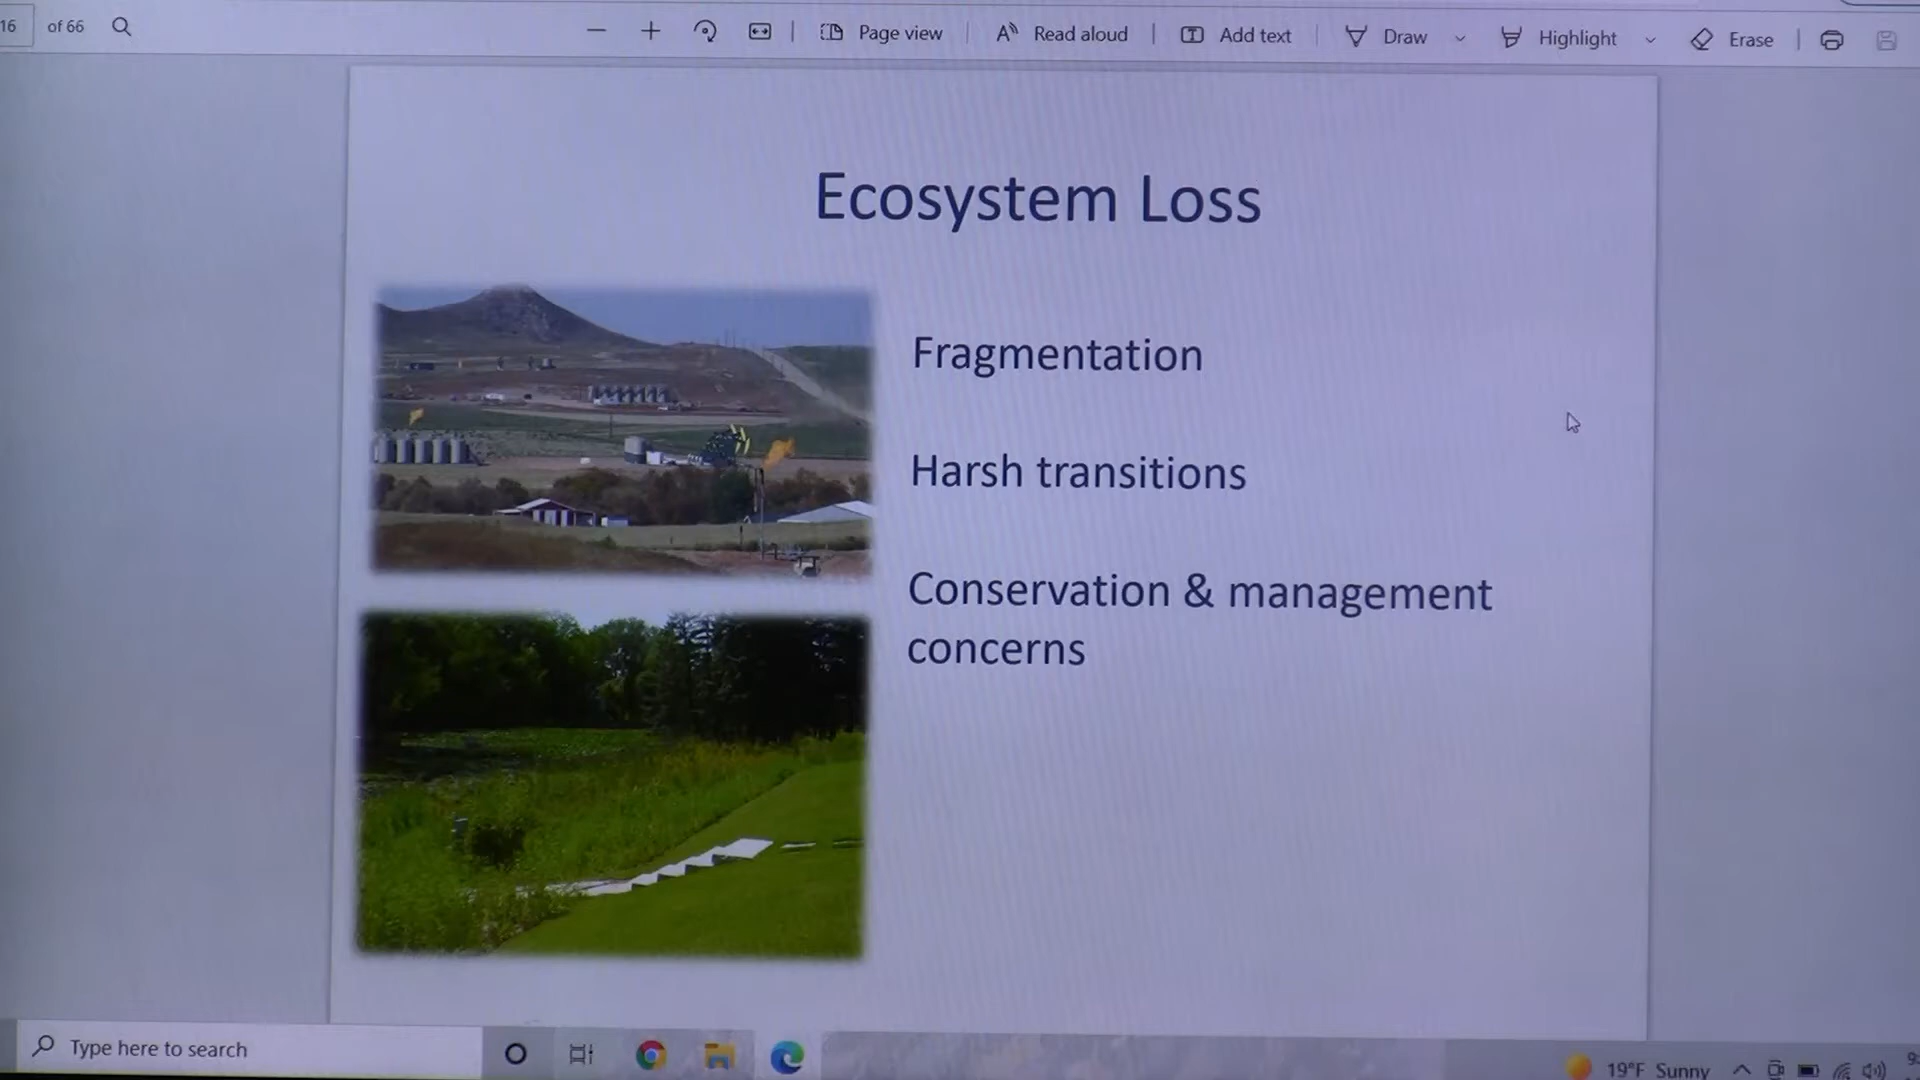 16 of 66
Page view
Read aloud
Add text
Draw
Highlight
Erase
Ecosystem Loss
Fragmentation
Harsh transitions
Conservation & management
concerns
Type here to search
19°F Sunny